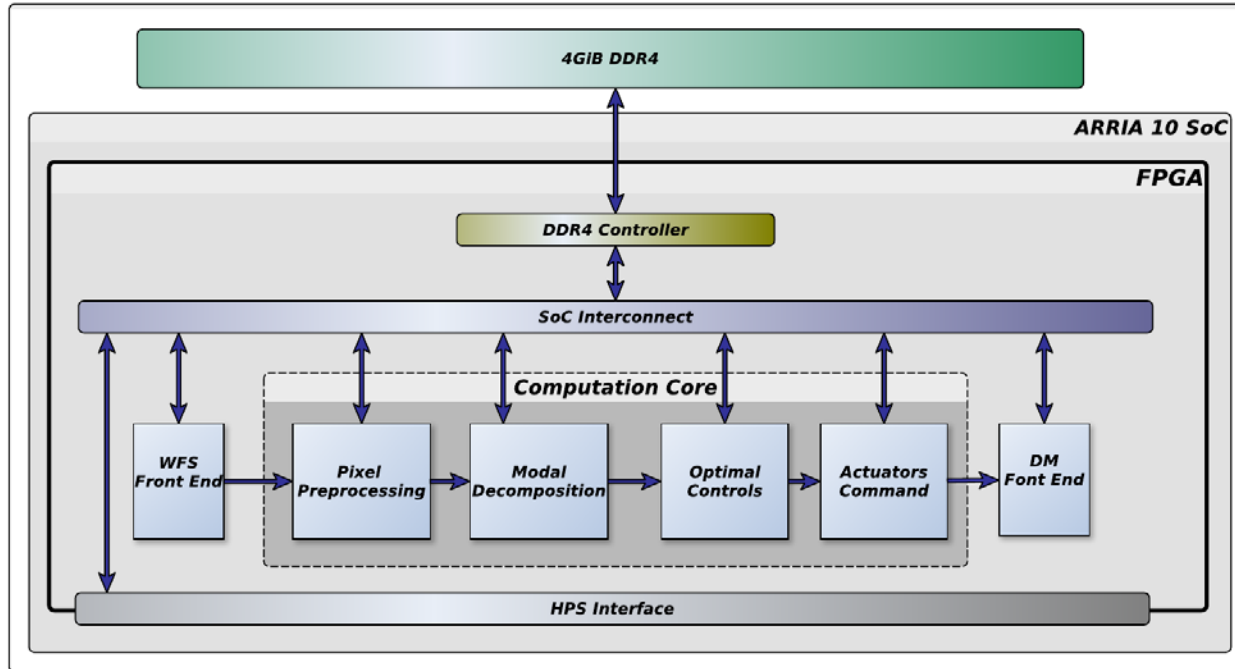 4GiB DDR4
ARRIA 10 SoC
FPGA
DDR4 Controller
SoC Interconnect
Computation Core
WFS
Front End
Pixel
Preprocessing
Modal
Decomposition
Optimal
Controls
Actuators
Command
DM
Font End
HPS Interface